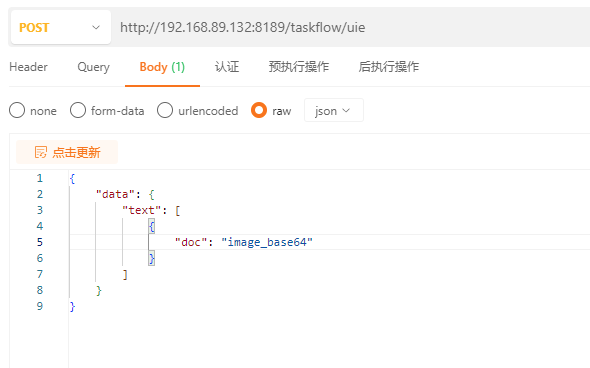 POST http://192.168.89.132:8189/taskflow/uie
Header Query Body (1) 认证 预执行操作 后执行操作
none form-data urlencoded raw json
点击更新
1 {
2 "data": {
3 "text": [
4 {
5 "doc": "image_base64"
6 }
7 ]
8 }
9 }